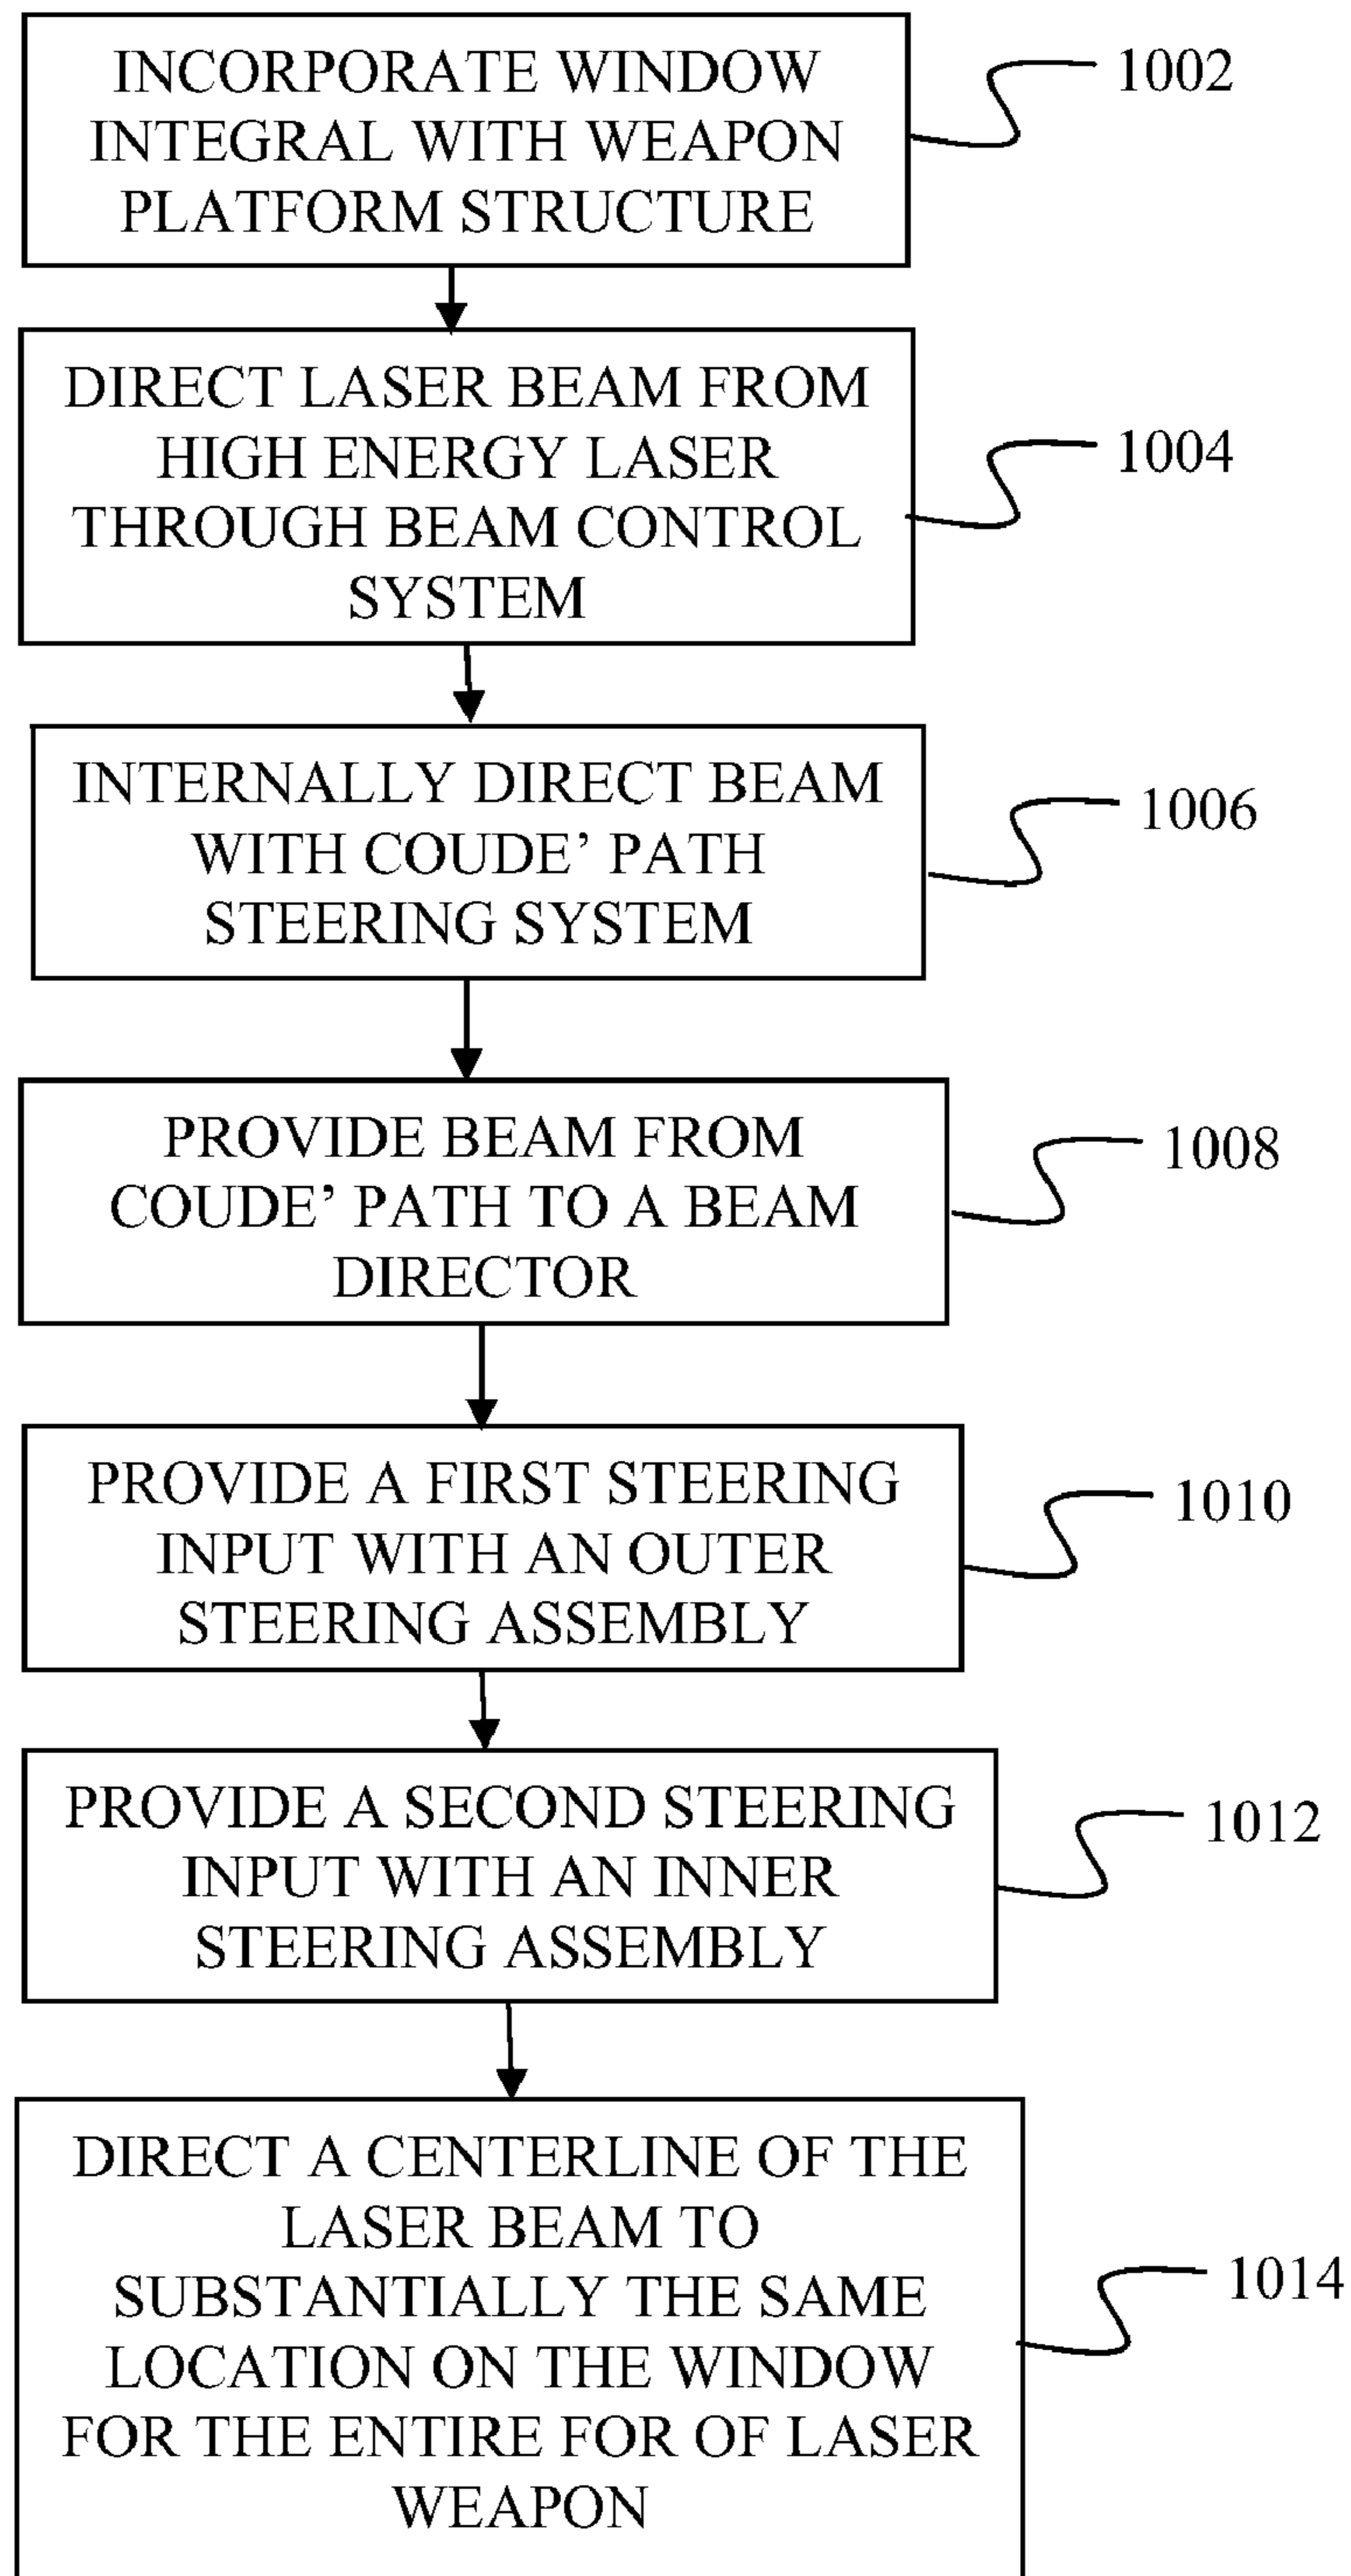 INCORPORATE WINDOW
INTEGRAL WITH WEAPON
PLATFORM STRUCTURE
1002
DIRECT LASER BEAM FROM
HIGH ENERGY LASER
THROUGH BEAM CONTROL
SYSTEM
1004
INTERNALLY DIRECT BEAM
WITH COUDE’ PATH
STEERING SYSTEM
1006
PROVIDE BEAM FROM
COUDE’ PATH TO A BEAM
DIRECTOR
1008
PROVIDE A FIRST STEERING
INPUT WITH AN OUTER
STEERING ASSEMBLY
1010
PROVIDE A SECOND STEERING
INPUT WITH AN INNER
STEERING ASSEMBLY
1012
DIRECT A CENTERLINE OF THE
LASER BEAM TO
SUBSTANTIALLY THE SAME
LOCATION ON THE WINDOW
FOR THE ENTIRE FOR OF LASER
WEAPON
1014